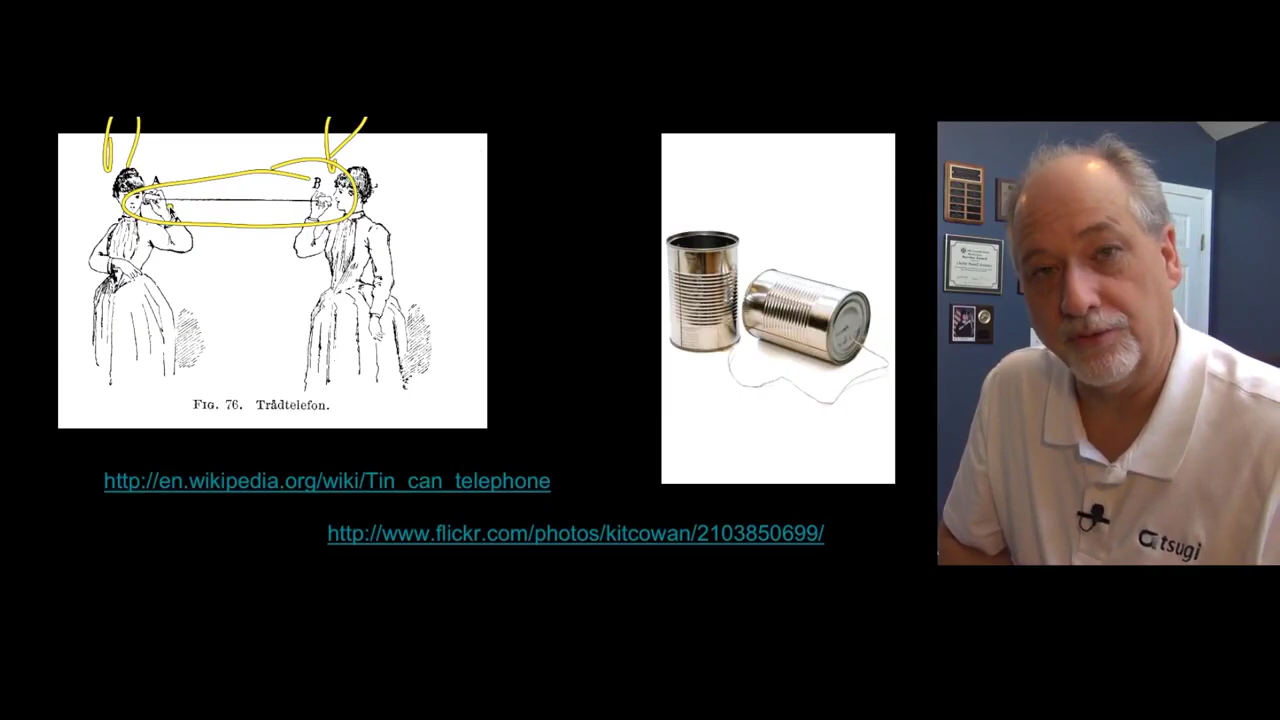 A
B
FIG. 76. Trådtelefon.
http://en.wikipedia.org/wiki/Tin_can_telephone
http://www.flickr.com/photos/kitcowan/2103850699/
tsugi